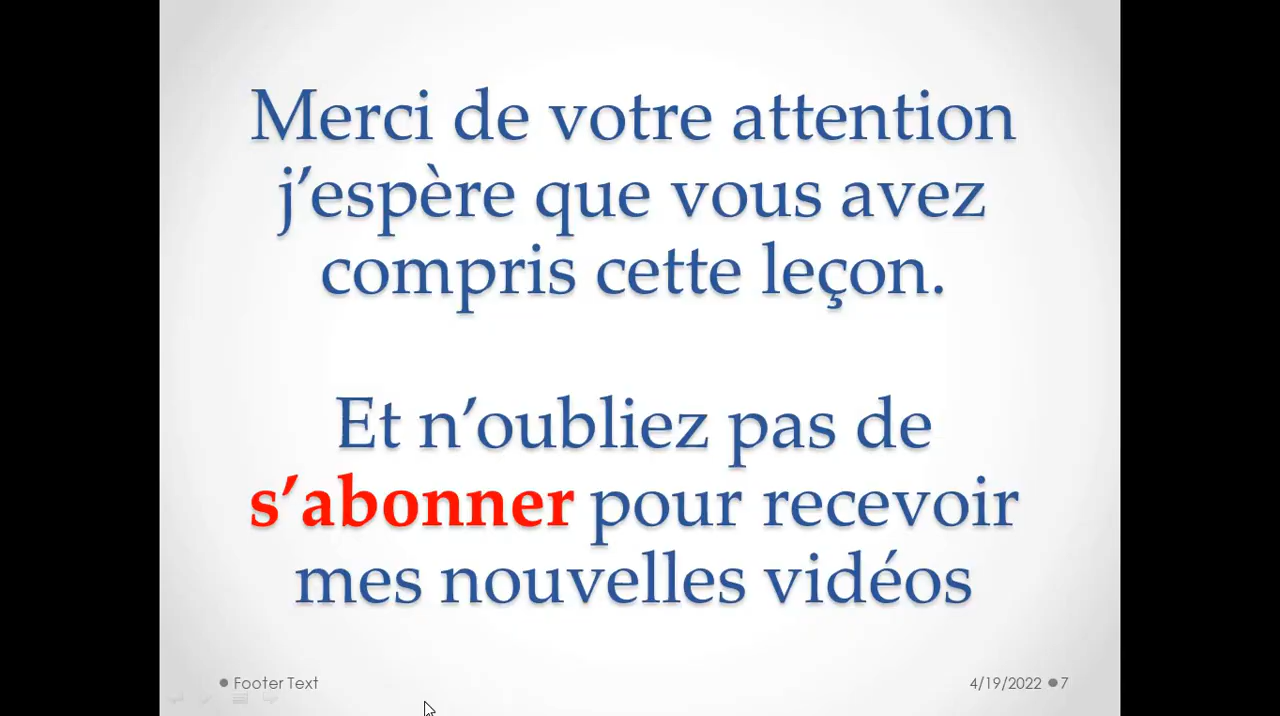 Merci de votre attention
j’espère que vous avez
compris cette leçon.
Et n’oubliez pas de
s’abonner pour recevoir
mes nouvelles vidéos
Footer Text
4/19/2022 7